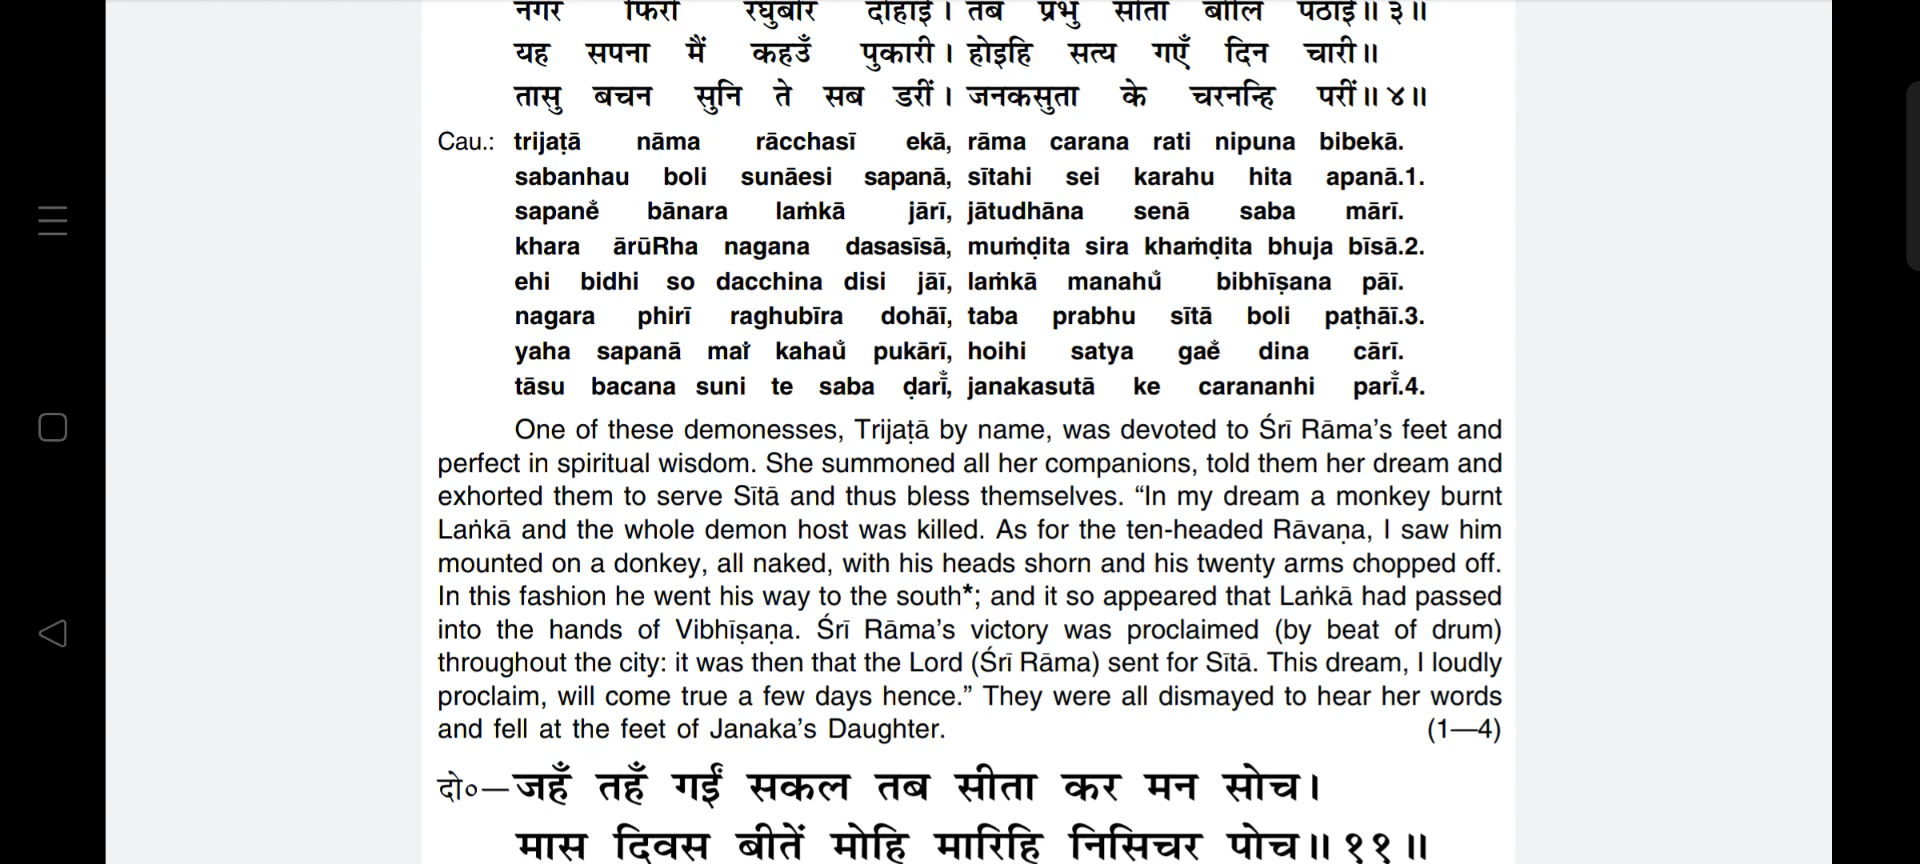 नगर फिरी रघुबीर दोहाई। तब प्रभु सीता बोलि पठाई॥ ३॥
यह सपना मैं कहउँ पुकारी। होइहि सत्य गएँ दिन चारी॥
तासु बचन सुनि ते सब डरीं। जनकसुता के चरनन्हि परीं॥ ४॥
Cau.: trijaṭā nāma rācchasī ekā, rāma carana rati nipuna bibekā.
sabanhau boli sunāesi sapanā, sītahi sei karahu hita apanā.1.
sapane̐ bānara laṁkā jārī, jātudhāna senā saba mārī.
khara ārūRha nagana dasasīsā, muṁḍita sira khaṁḍita bhuja bīsā.2.
ehi bidhi so dacchina disi jāī, laṁkā manahu̐ bibhīṣana pāī.
nagara phirī raghubīra dohāī, taba prabhu sītā boli paṭhāī.3.
yaha sapanā mai̐ kahau̐ pukārī, hoihi satya gae̐ dina cārī.
tāsu bacana suni te saba ḍarī̐, janakasutā ke carananhi parī̐.4.
One of these demonesses, Trijaṭā by name, was devoted to Śrī Rāma’s feet and
perfect in spiritual wisdom. She summoned all her companions, told them her dream and
exhorted them to serve Sītā and thus bless themselves. “In my dream a monkey burnt
Laṅkā and the whole demon host was killed. As for the ten-headed Rāvaṇa, I saw him
mounted on a donkey, all naked, with his heads shorn and his twenty arms chopped off.
In this fashion he went his way to the south*; and it so appeared that Laṅkā had passed
into the hands of Vibhīṣaṇa. Śrī Rāma’s victory was proclaimed (by beat of drum)
throughout the city: it was then that the Lord (Śrī Rāma) sent for Sītā. This dream, I loudly
proclaim, will come true a few days hence.” They were all dismayed to hear her words
and fell at the feet of Janaka’s Daughter. (1—4)
दो०— जहँ तहँ गईं सकल तब सीता कर मन सोच।
मास दिवस बीतें मोहि मारिहि निसिचर पोच॥ ११॥